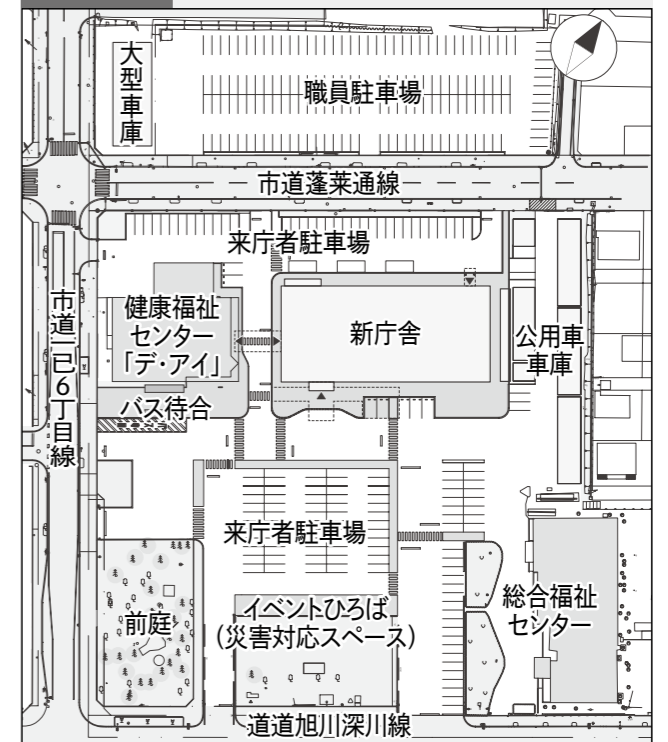 大型車庫
職員駐車場
市道蓬莱通線
来庁者駐車場
市道一已6丁目線
健康福祉
センター
「デ・アイ」
新庁舎
公用車
車庫
バス待合
来庁者駐車場
前庭
イベントひろば
(災害対応スペース)
総合福祉
センター
道道旭川深川線